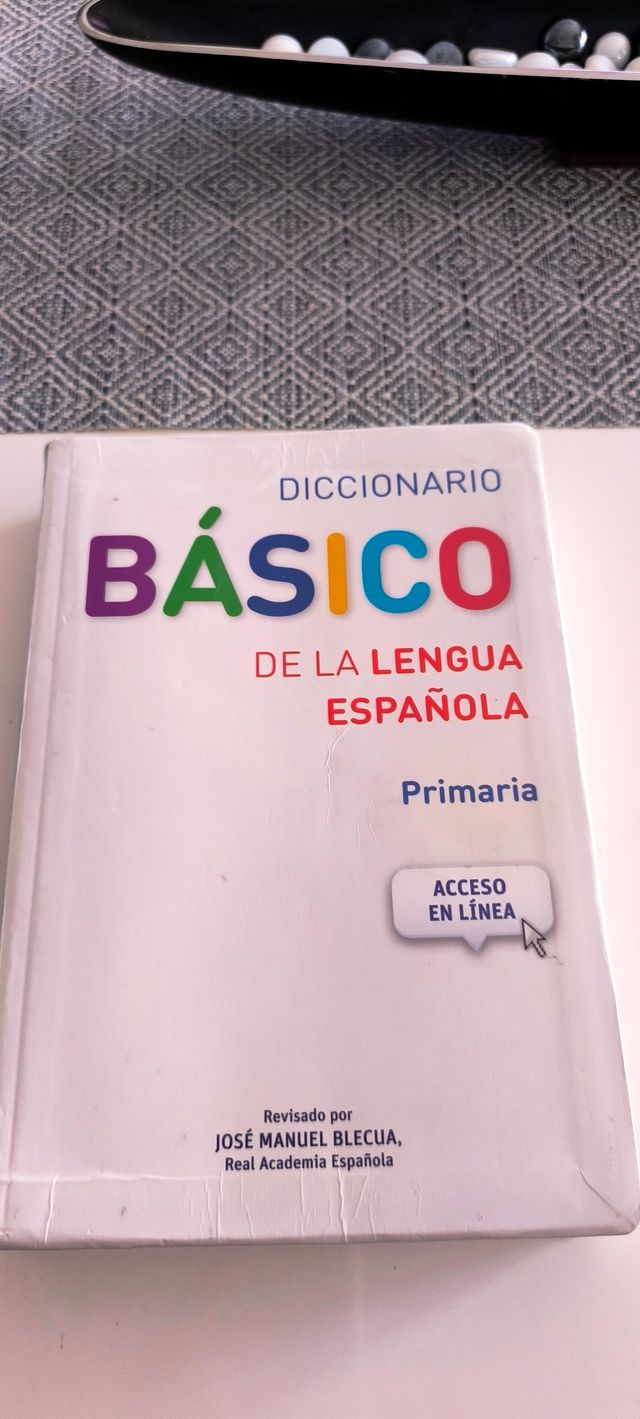 DICCIONARIO
BÁSICO
DE LA LENGUA
ESPAÑOLA
Primaria
ACCESO
EN LÍNEA
Revisado por
JOSÉ MANUEL BLECUA,
Real Academia Española